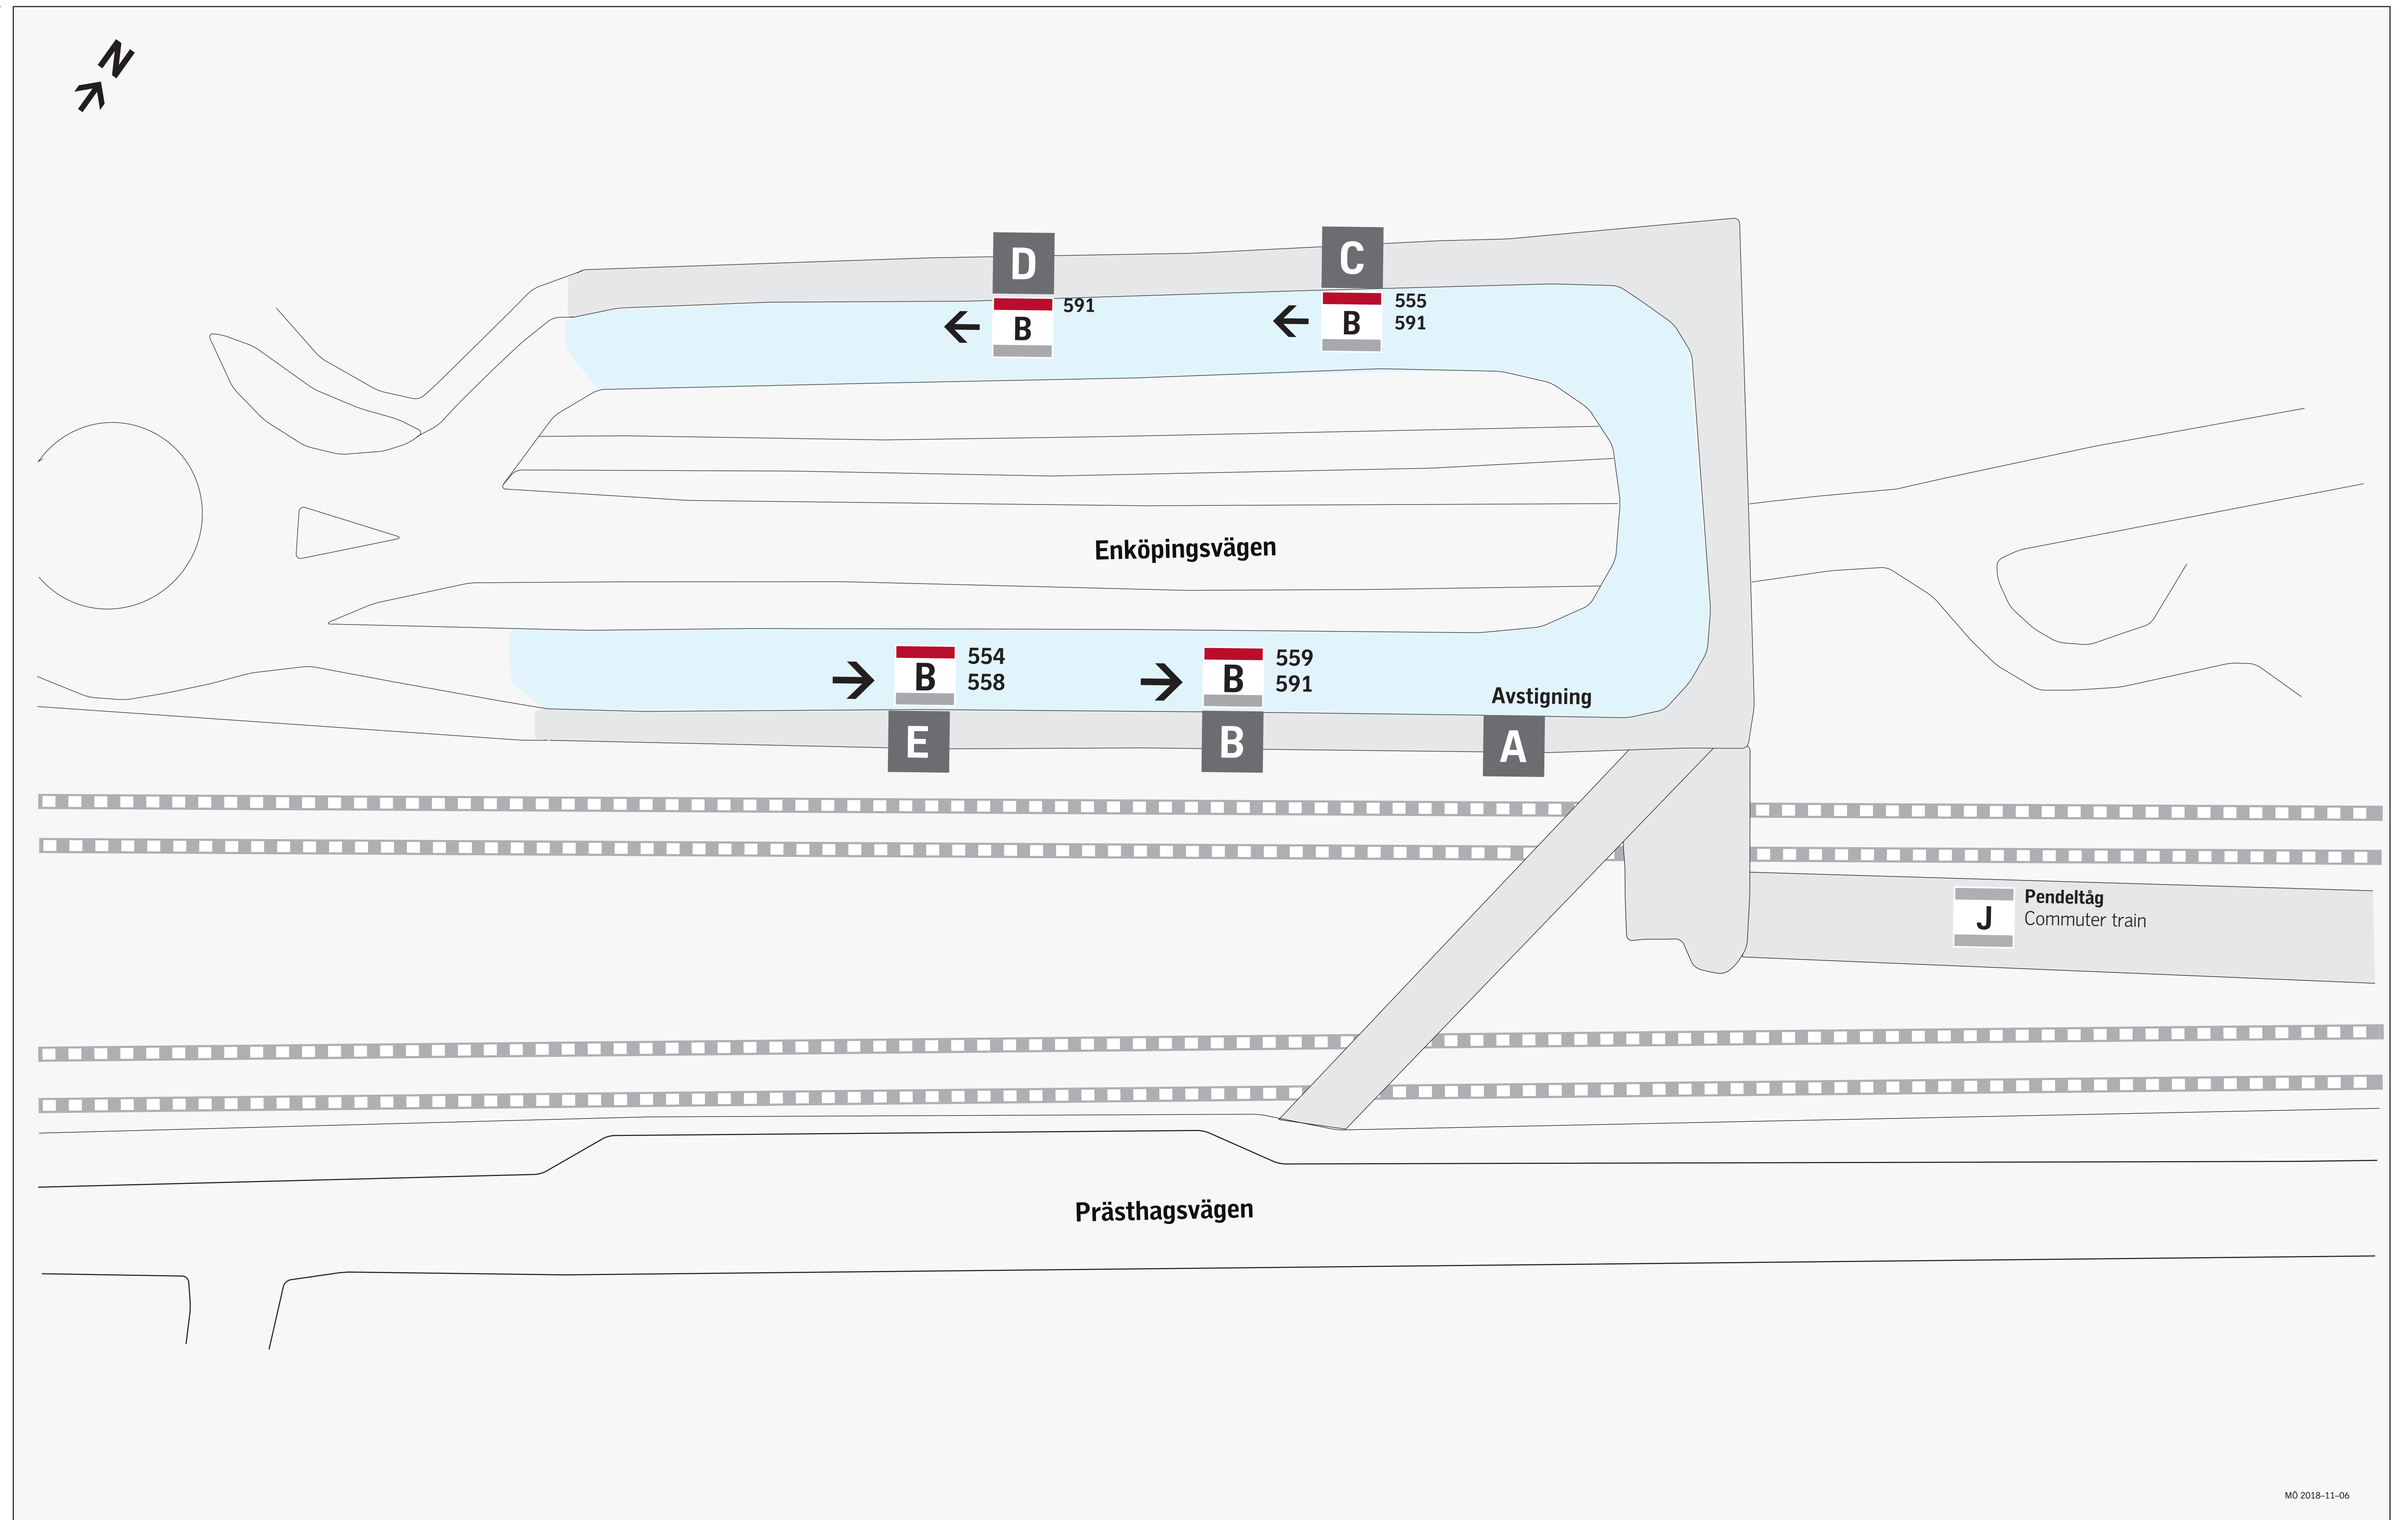 N
D
C
B
591
B
555
591
Enköpingsvägen
B
554
558
B
559
591
Avstigning
E
B
A
J
Pendeltåg
Commuter train
Prästhagsvägen
MÖ 2018-11-06